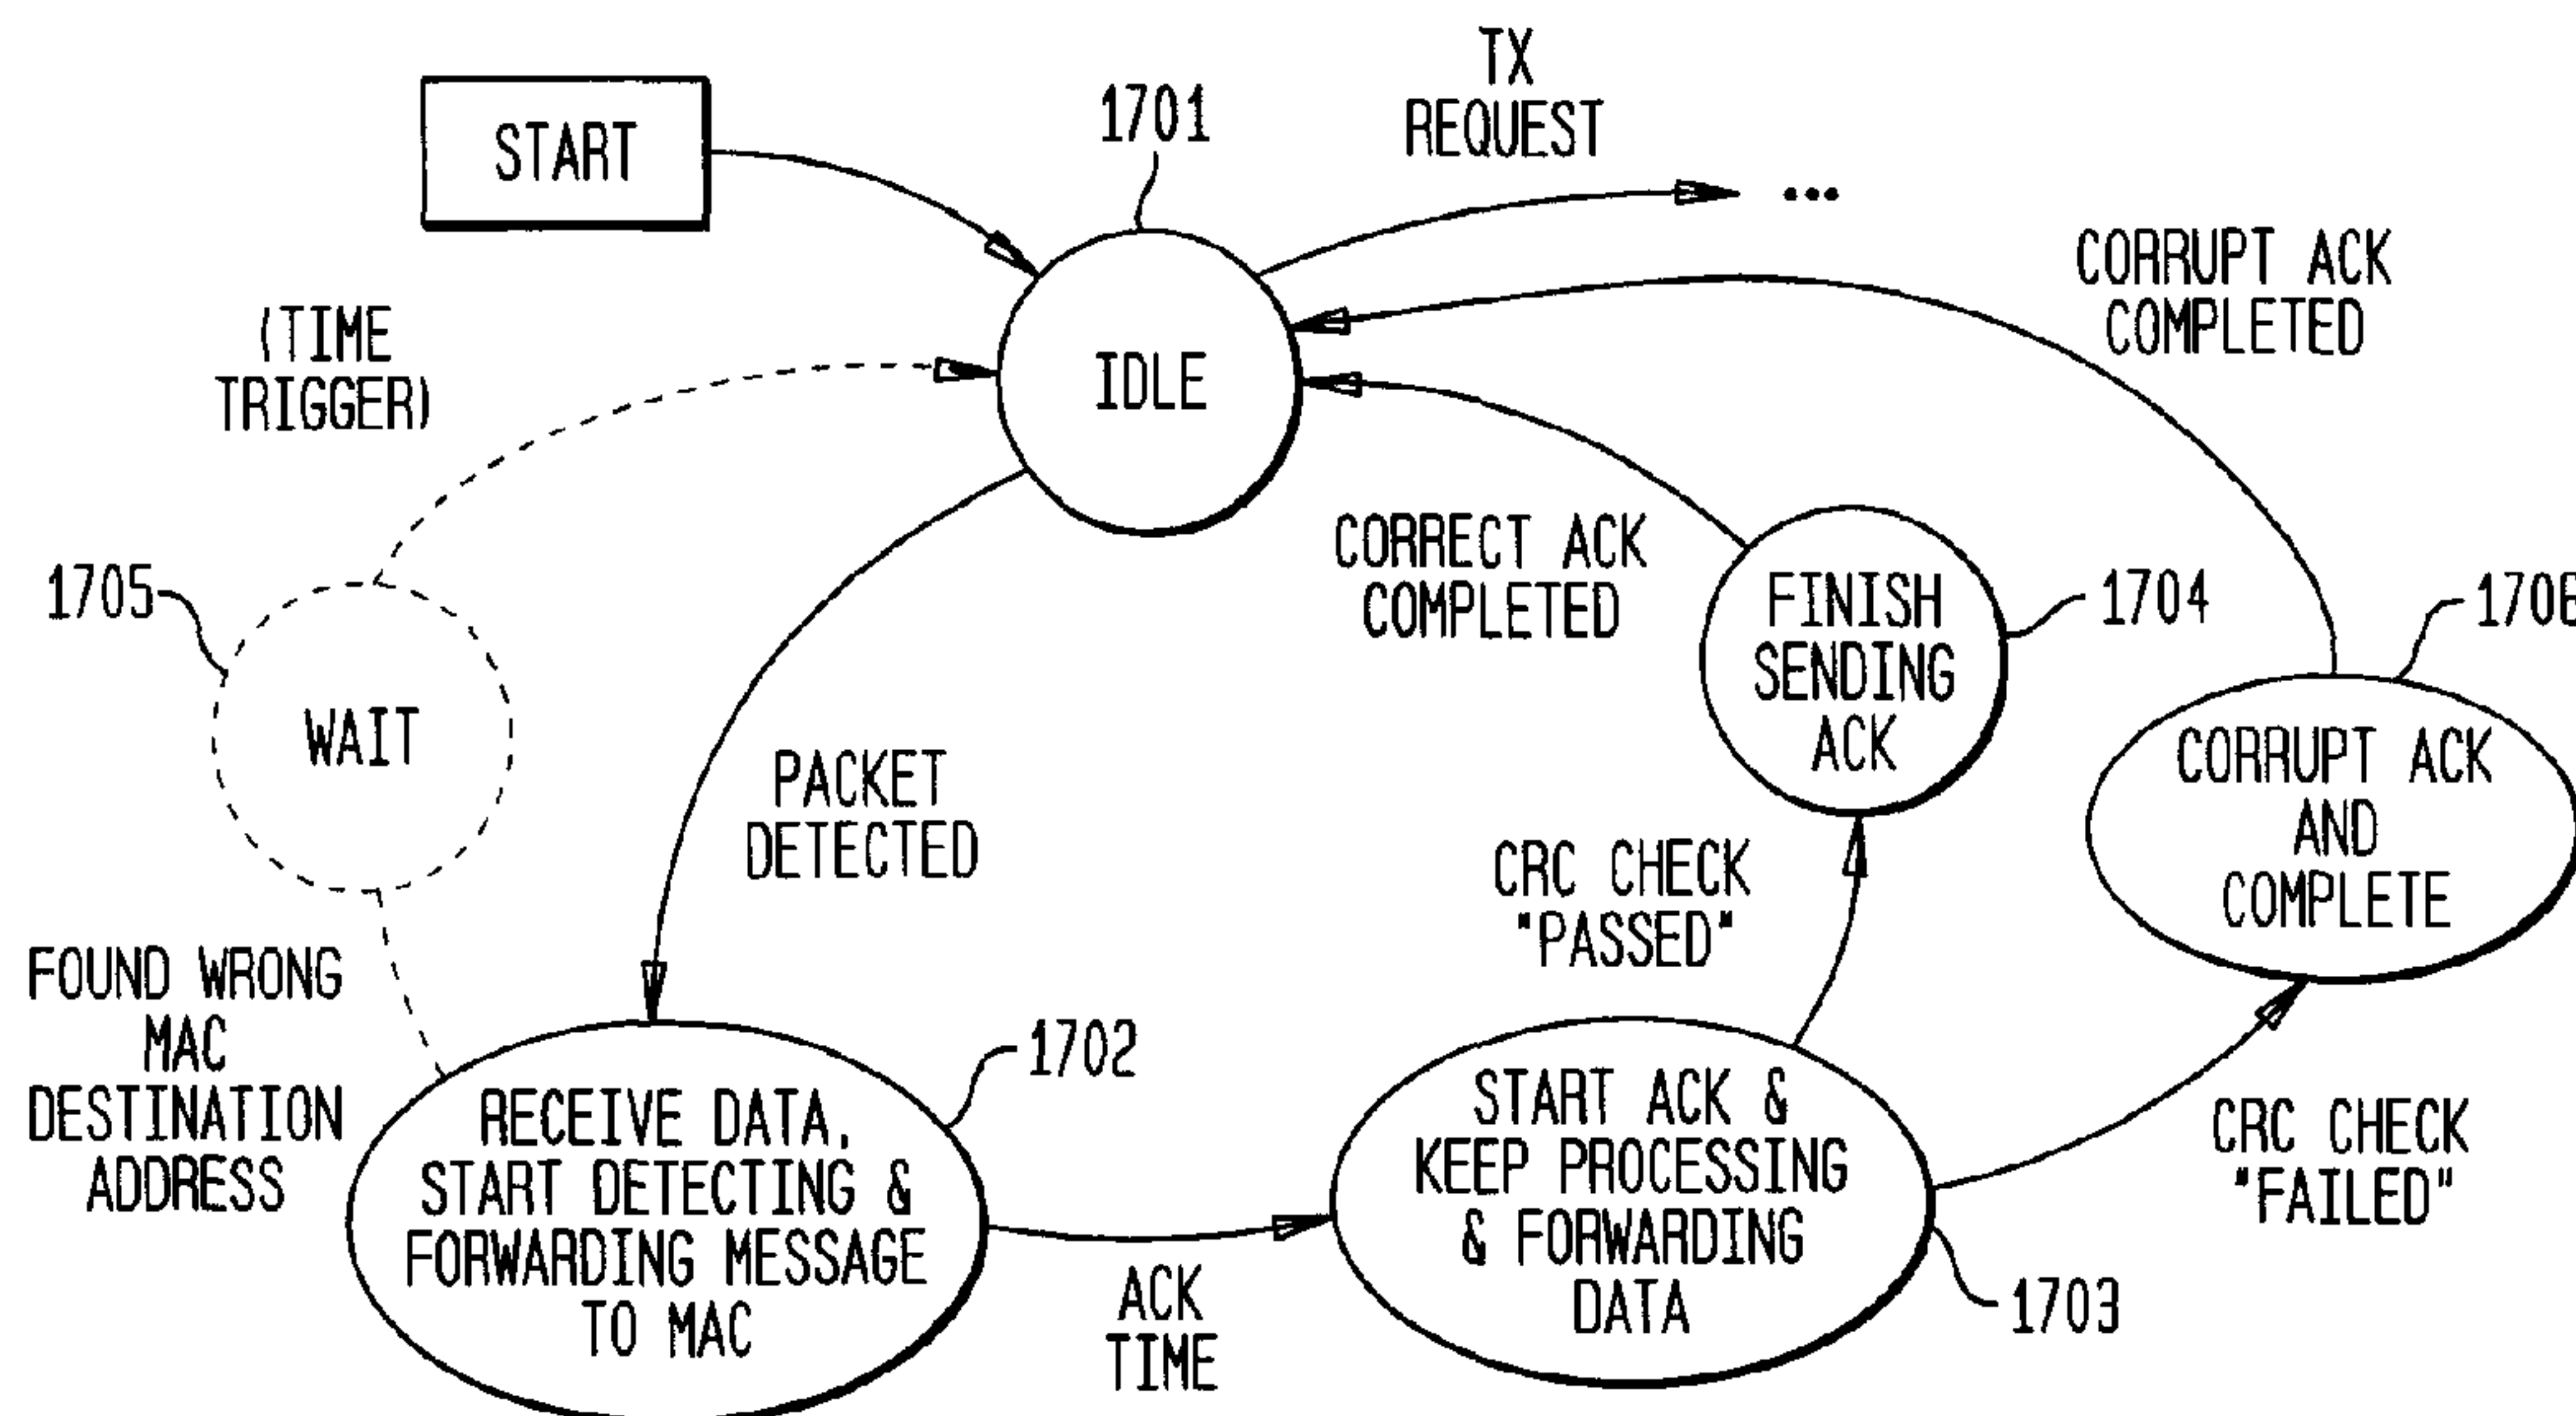 START
1701
TX
REQUEST
...
CORRUPT ACK
COMPLETED
(TIME
TRIGGER)
IDLE
1705
WAIT
CORRECT ACK
COMPLETED
FINISH
SENDING
ACK
1704
1706
CORRUPT ACK
AND
COMPLETE
PACKET
DETECTED
CRC CHECK
"PASSED"
FOUND WRONG
MAC
DESTINATION
ADDRESS
1702
RECEIVE DATA,
START DETECTING &
FORWARDING MESSAGE
TO MAC
ACK
TIME
START ACK &
KEEP PROCESSING
& FORWARDING
DATA
1703
CRC CHECK
"FAILED"